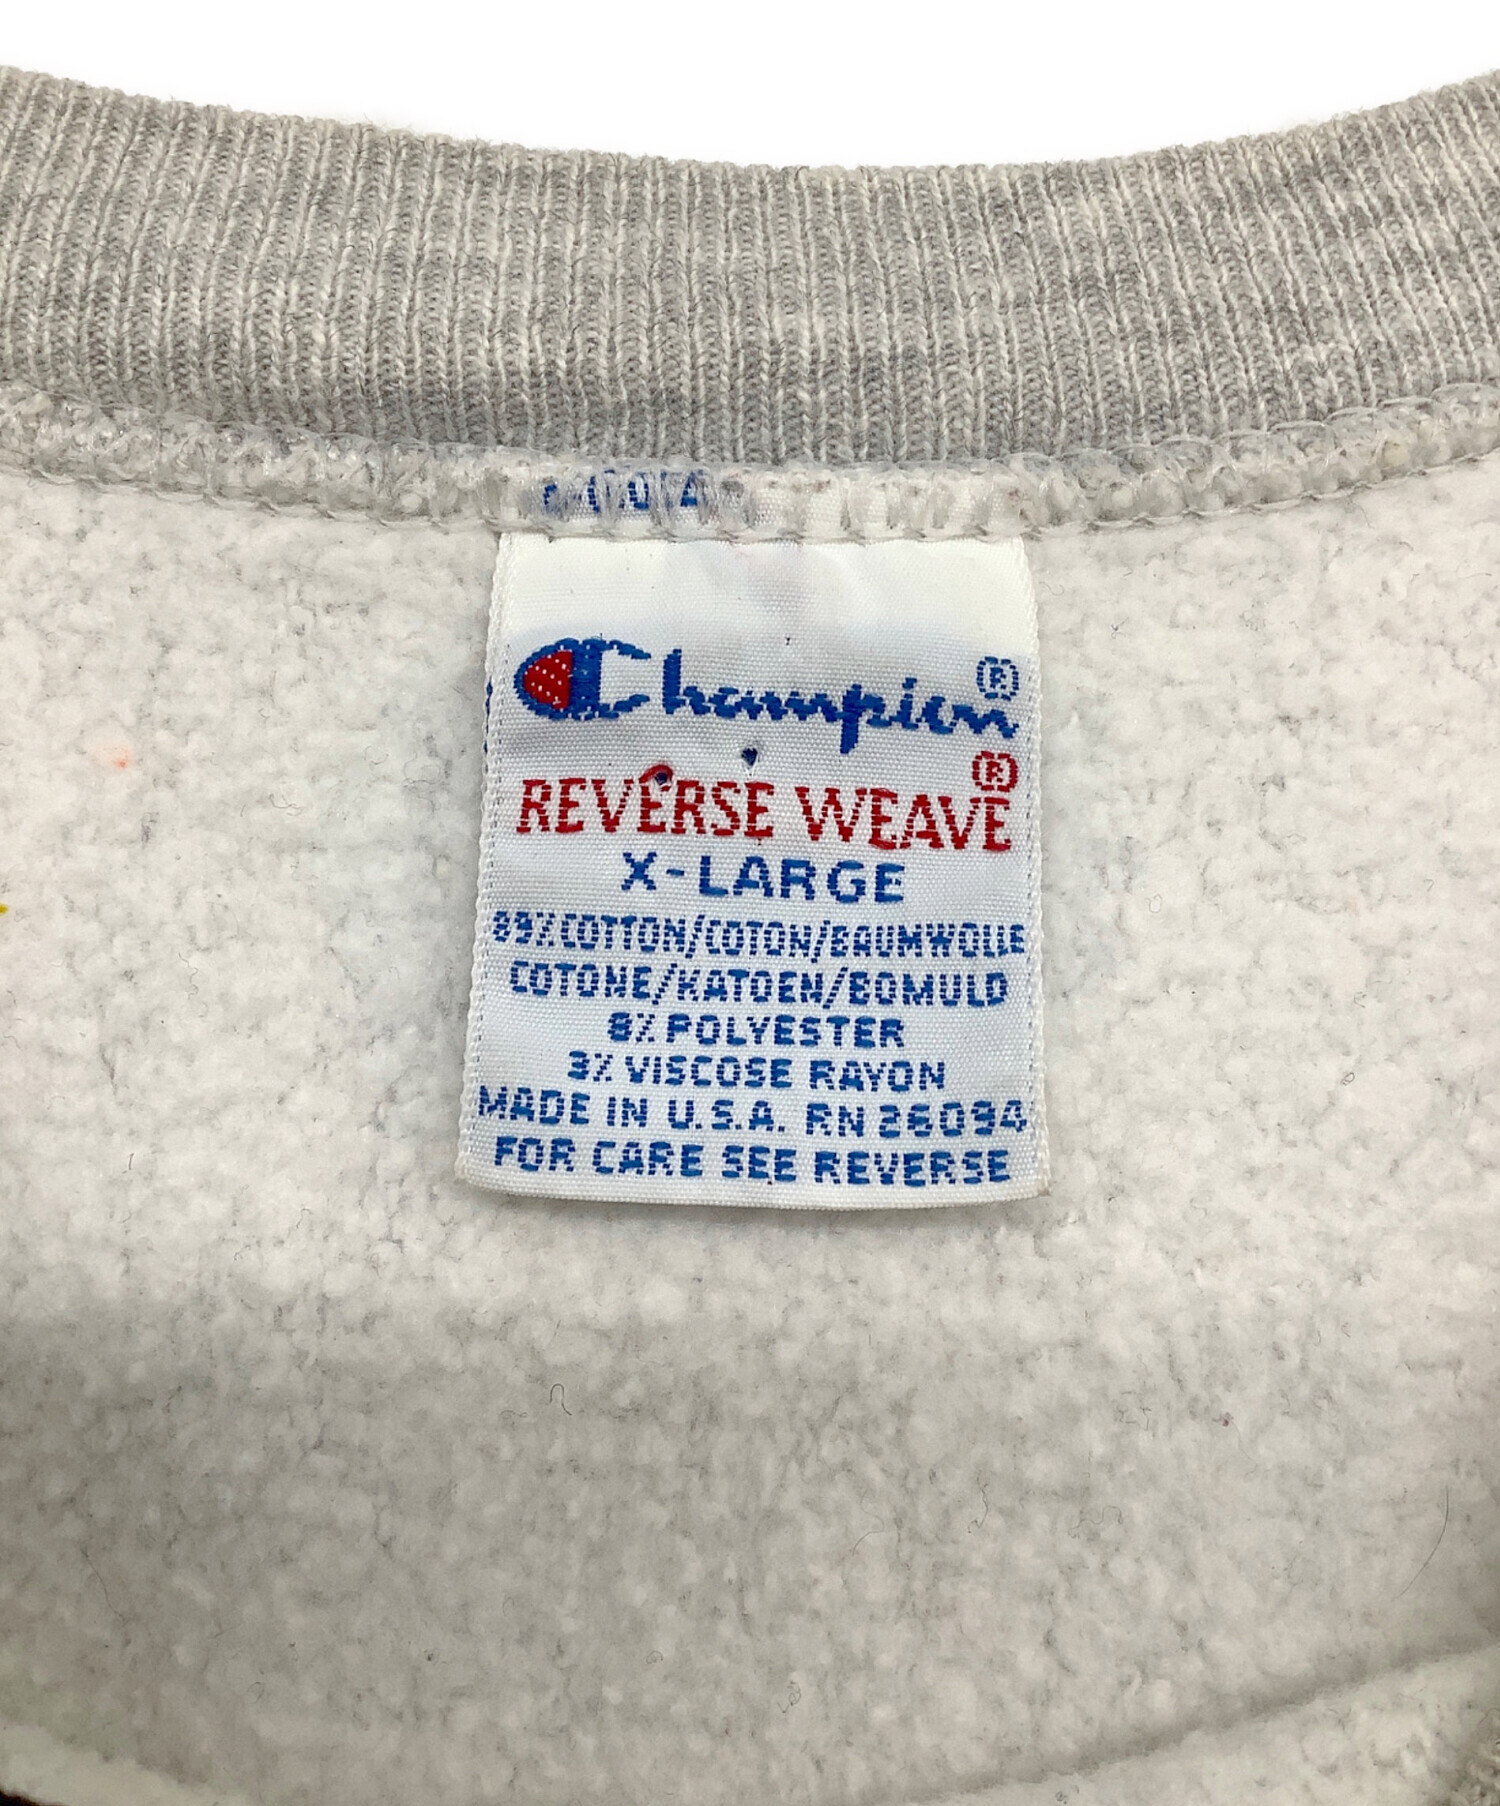 Champion®
REVERSE WEAVE®
X-LARGE
89% COTTON/COTON/BAUMWOLLE
COTONE/KATOEN/BOMULD
8% POLYESTER
3% VISCOSE RAYON
MADE IN U.S.A. RN 26094
FOR CARE SEE REVERSE